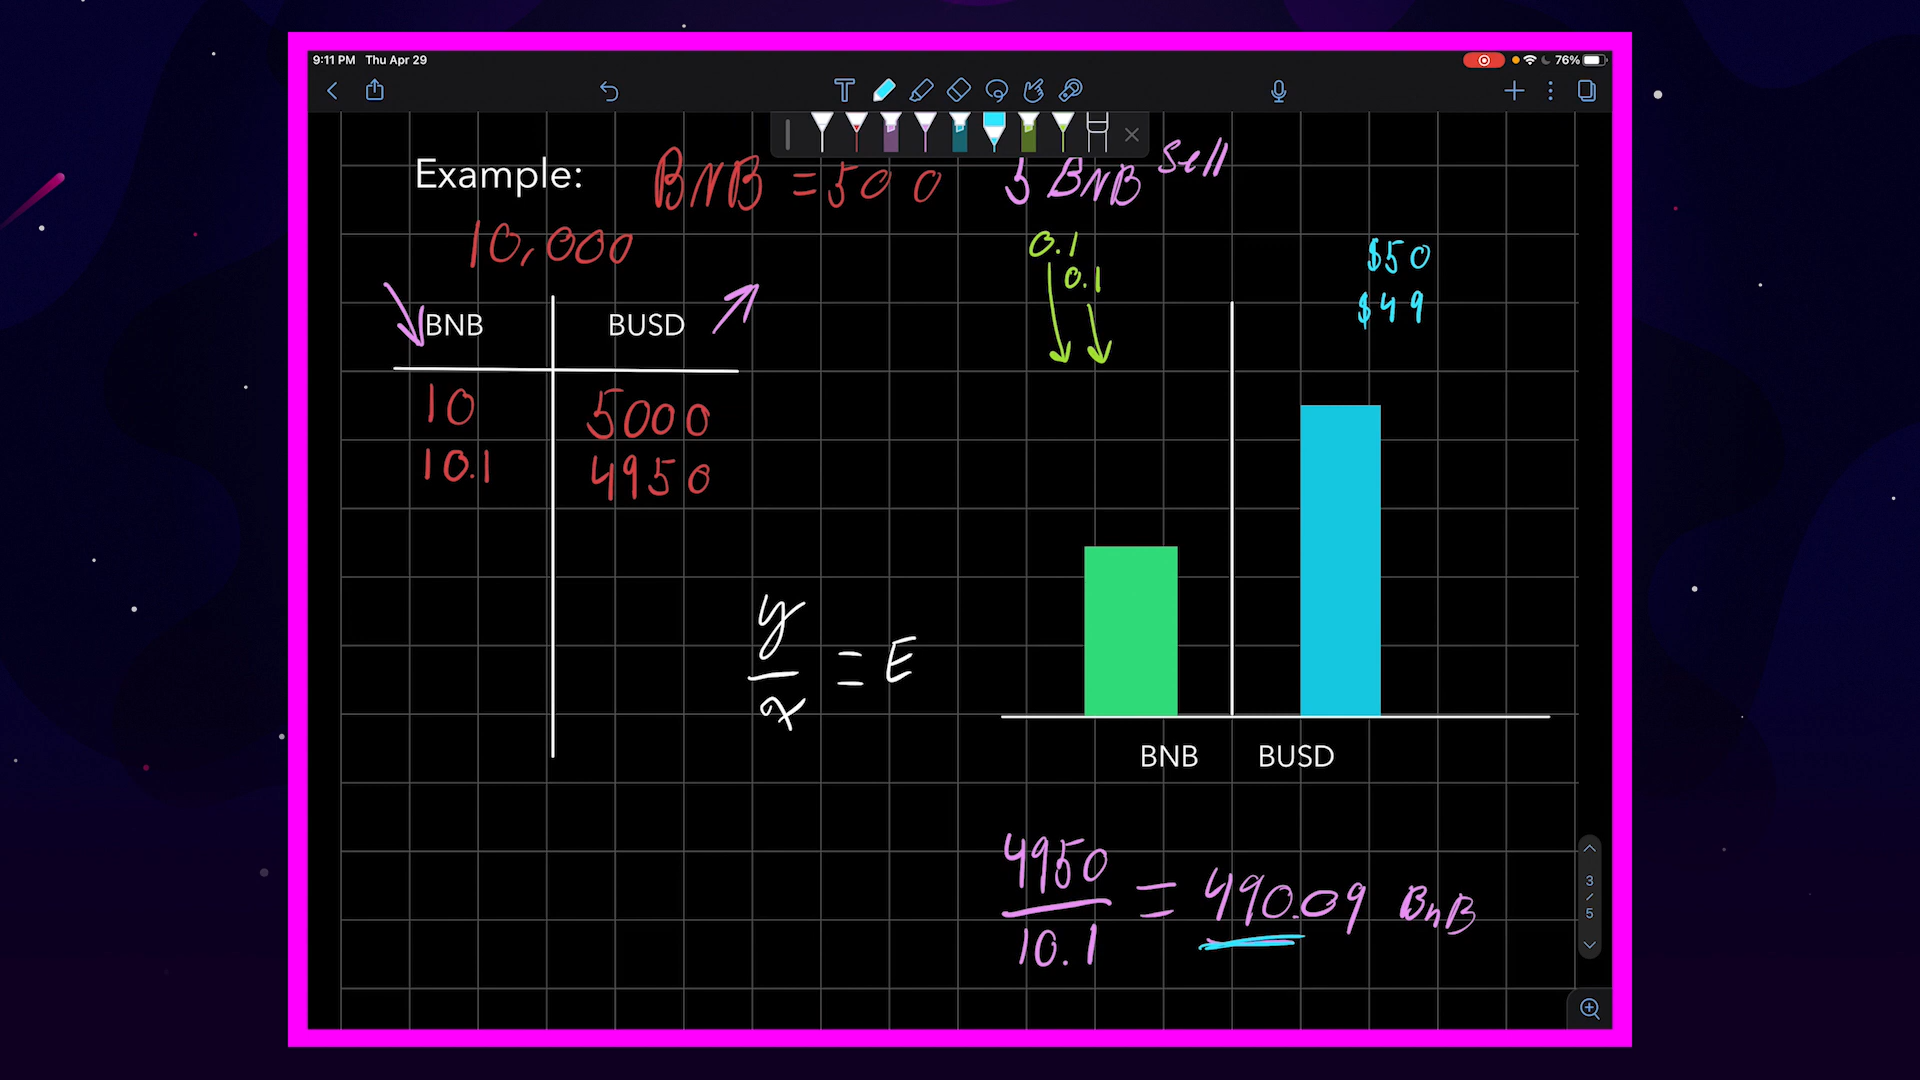 9:11 PM Thu Apr 29 76%
Example: BNB = 500 5 BNB Sell
10,000
0.1
0.1
$50
$49
BNB BUSD
10 5000
10.1 4950
y/x = E
BNB BUSD
4950/10.1 = 490.09 BnB
3/5